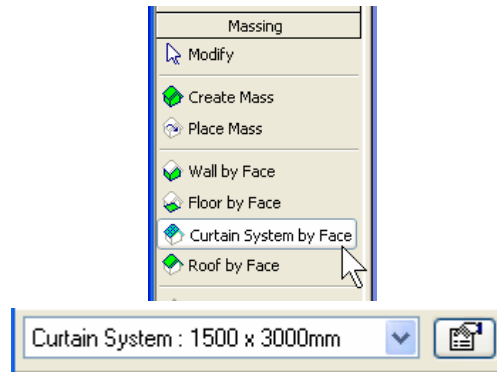 Massing
Modify
Create Mass
Place Mass
Wall by Face
Floor by Face
Curtain System by Face
Roof by Face
Curtain System : 1500 x 3000mm